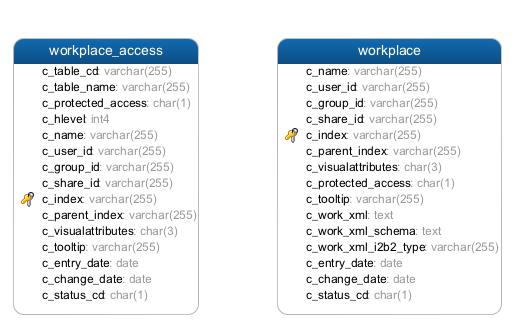 workplace_access
c_table_cd: varchar(255)
c_table_name: varchar(255)
c_protected_access: char(1)
c_hlevel: int4
c_name: varchar(255)
c_user_id: varchar(255)
c_group_id: varchar(255)
c_share_id: varchar(255)
c_index: varchar(255)
c_parent_index: varchar(255)
c_visualattributes: char(3)
c_tooltip: varchar(255)
c_entry_date: date
c_change_date: date
c_status_cd: char(1)
workplace
c_name: varchar(255)
c_user_id: varchar(255)
c_group_id: varchar(255)
c_share_id: varchar(255)
c_index: varchar(255)
c_parent_index: varchar(255)
c_visualattributes: char(3)
c_protected_access: char(1)
c_tooltip: varchar(255)
c_work_xml: text
c_work_xml_schema: text
c_work_xml_i2b2_type: varchar(255)
c_entry_date: date
c_change_date: date
c_status_cd: char(1)